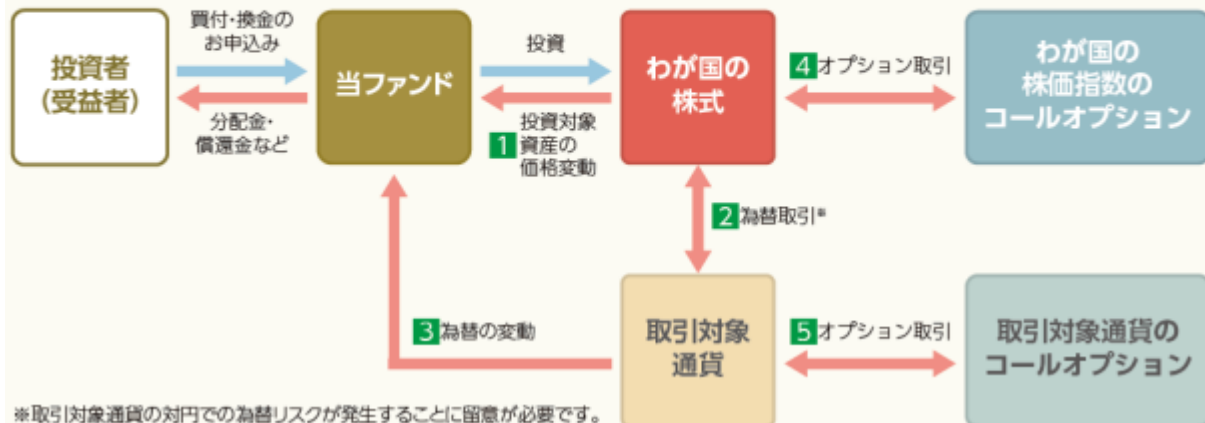 買付・換金の
お申込み
投資者
(受益者)
分配金・
償還金など
当ファンド
投資
1 投資対象
資産の
価格変動
わが国の
株式
4 オプション取引
わが国の
株価指数の
コールオプション
2 為替取引※
3 為替の変動
取引対象
通貨
5 オプション取引
取引対象通貨の
コールオプション
※取引対象通貨の対円での為替リスクが発生することに留意が必要です。